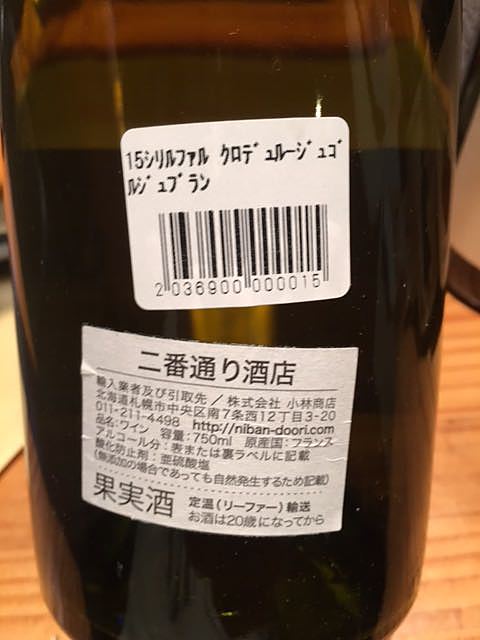 15ｼﾘﾙﾌｧﾙ ｸﾛﾃﾞｭﾙｰｼﾞｭｺﾞ
ﾙｼﾞｭﾌﾞﾗﾝ
2 036900 000015
二番通り酒店
輸入業者及び引取先／株式会社 小林商店
北海道札幌市中央区南7条西12丁目3-20
011-211-4498 http://niban-doori.com
品名:ワイン 容量:750ml 原産国:フランス
アルコール分:表または裏ラベルに記載
酸化防止剤:亜硫酸塩
(無添加の場合であっても自然発生するため記載)
果実酒 定温(リーファー)輸送
お酒は20歳になってから